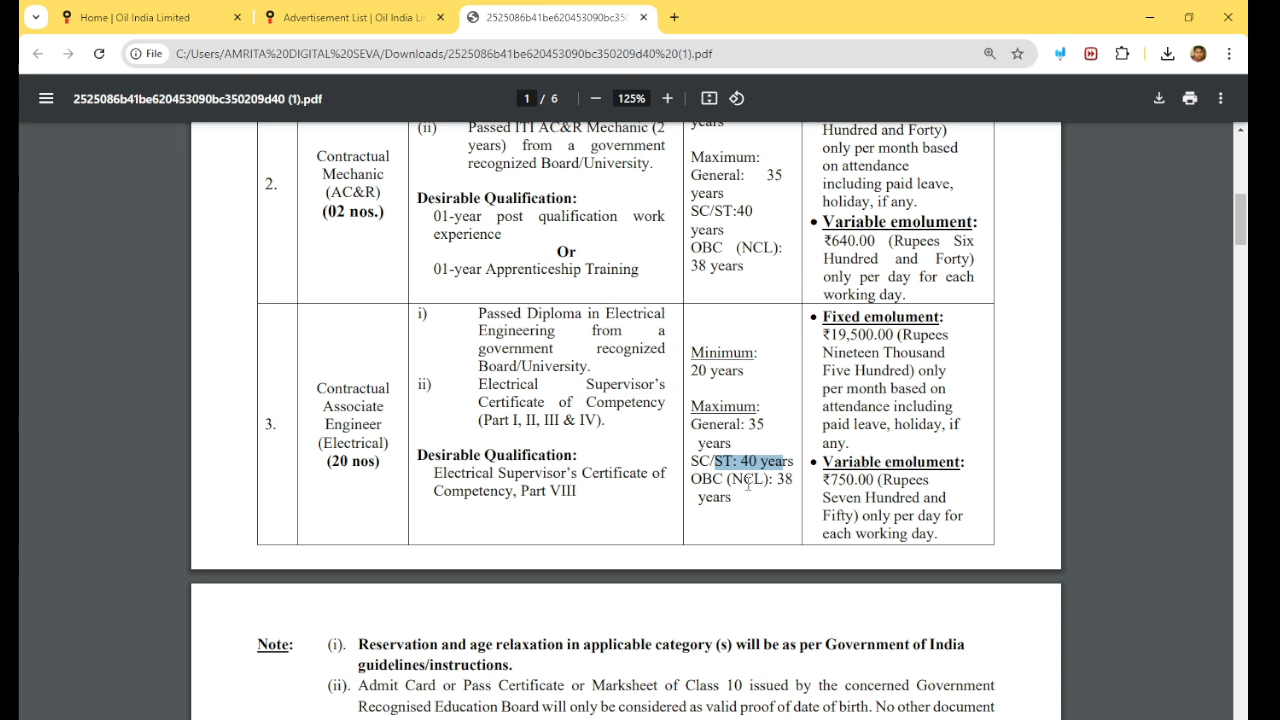 Home | Oil India Limited
Advertisement List | Oil India Li
2525086b41be620453090bc350
File
C:/Users/AMRITA%20DIGITAL%20SEVA/Downloads/2525086b41be620453090bc350209d40%20(1).pdf
2525086b41be620453090bc350209d40 (1).pdf
1 / 6
125%
2.
Contractual
Mechanic
(AC&R)
(02 nos.)
(ii) Passed ITI AC&R Mechanic (2
years) from a government
recognized Board/University.
Desirable Qualification:
01-year post qualification work
experience
Or
01-year Apprenticeship Training
years
Maximum:
General: 35
years
SC/ST:40
years
OBC (NCL):
38 years
Hundred and Forty)
only per month based
on attendance
including paid leave,
holiday, if any.
• Variable emolument:
₹640.00 (Rupees Six
Hundred and Forty)
only per day for each
working day.
3.
Contractual
Associate
Engineer
(Electrical)
(20 nos)
i) Passed Diploma in Electrical
Engineering from a
government recognized
Board/University.
ii) Electrical Supervisor's
Certificate of Competency
(Part I, II, III & IV).
Desirable Qualification:
Electrical Supervisor's Certificate of
Competency, Part VIII
Minimum:
20 years
Maximum:
General: 35
years
SC/ST: 40 years
OBC (NCL): 38
years
• Fixed emolument:
₹19,500.00 (Rupees
Nineteen Thousand
Five Hundred) only
per month based on
attendance including
paid leave, holiday, if
any.
• Variable emolument:
₹750.00 (Rupees
Seven Hundred and
Fifty) only per day for
each working day.
Note: (i). Reservation and age relaxation in applicable category (s) will be as per Government of India
guidelines/instructions.
(ii). Admit Card or Pass Certificate or Marksheet of Class 10 issued by the concerned Government
Recognised Education Board will only be considered as valid proof of date of birth. No other document